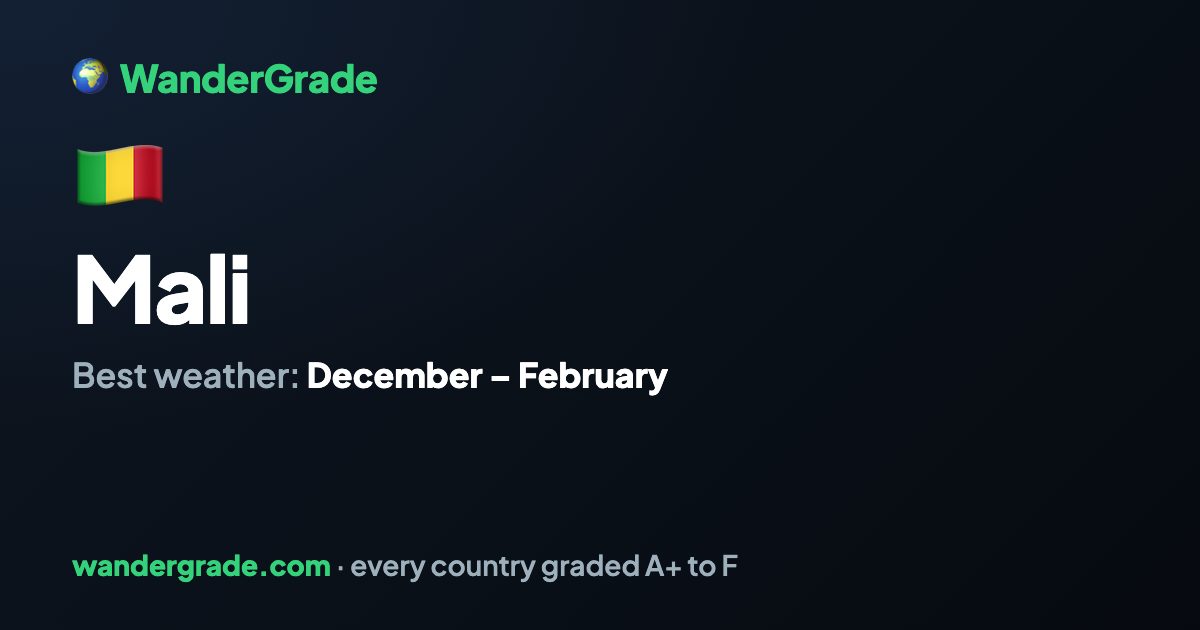 WanderGrade
Mali
Best weather: December – February
wandergrade.com · every country graded A+ to F